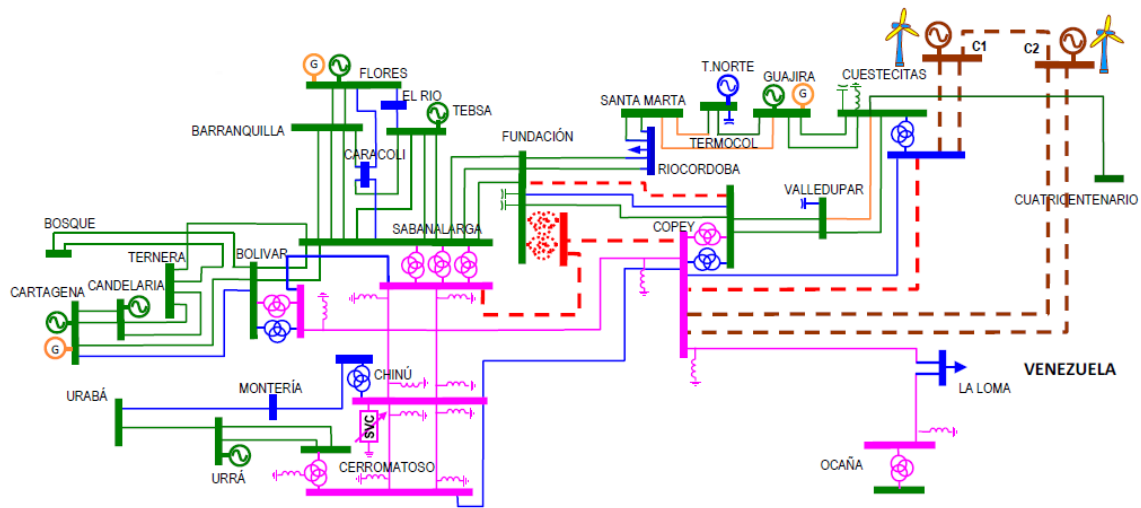 C1
C2
G
FLORES
EL RIO
TEBSA
BARRANQUILLA
CARACOLI
FUNDACIÓN
SANTA MARTA
T.NORTE
GUAJIRA
G
CUESTECITAS
TERMOCOL
RIOCORDOBA
VALLEDUPAR
CUATRICENTENARIO
BOSQUE
TERNERA
BOLIVAR
SABANALARGA
COPEY
CARTAGENA
CANDELARIA
G
URABÁ
MONTERÍA
CHINÚ
SVC
URRÁ
CERROMATOSO
LA LOMA
VENEZUELA
OCAÑA